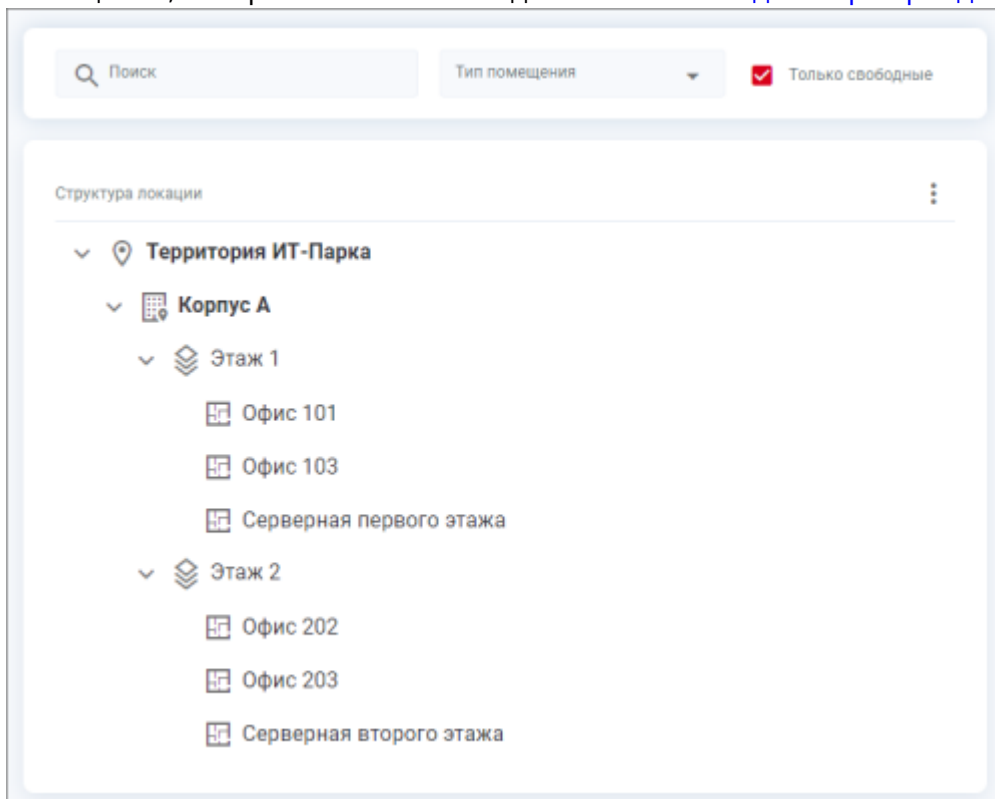 Поиск
Тип помещения
Только свободные
Структура локации
Территория ИТ-Парка
Корпус А
Этаж 1
Офис 101
Офис 103
Серверная первого этажа
Этаж 2
Офис 202
Офис 203
Серверная второго этажа